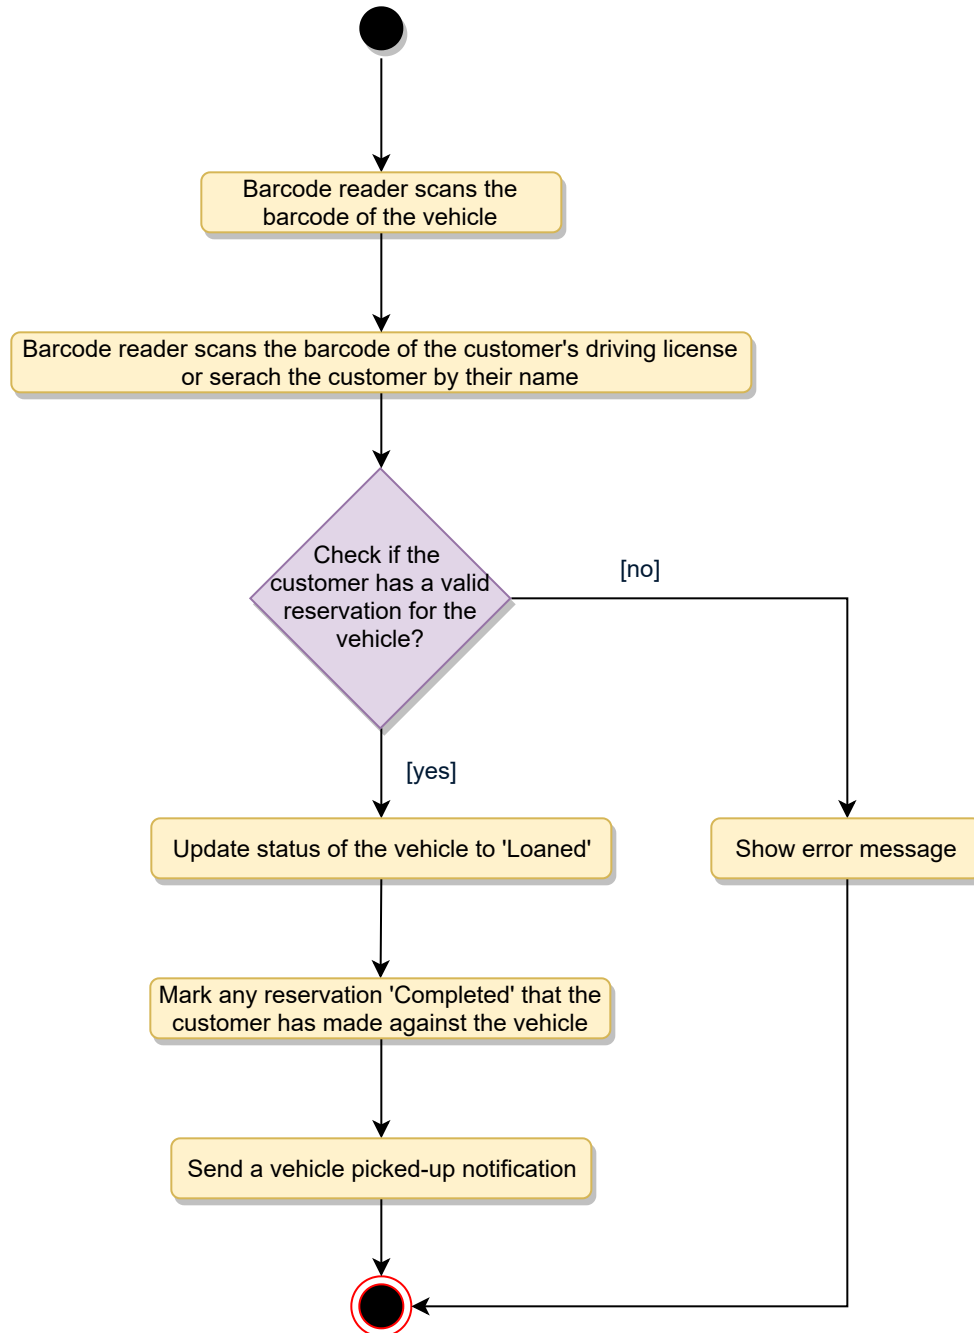 Barcode reader scans the
barcode of the vehicle
Barcode reader scans the barcode of the customer's driving license
or serach the customer by their name
Check if the
customer has a valid
reservation for the
vehicle?
[no]
[yes]
Update status of the vehicle to 'Loaned'
Show error message
Mark any reservation 'Completed' that the
customer has made against the vehicle
Send a vehicle picked-up notification